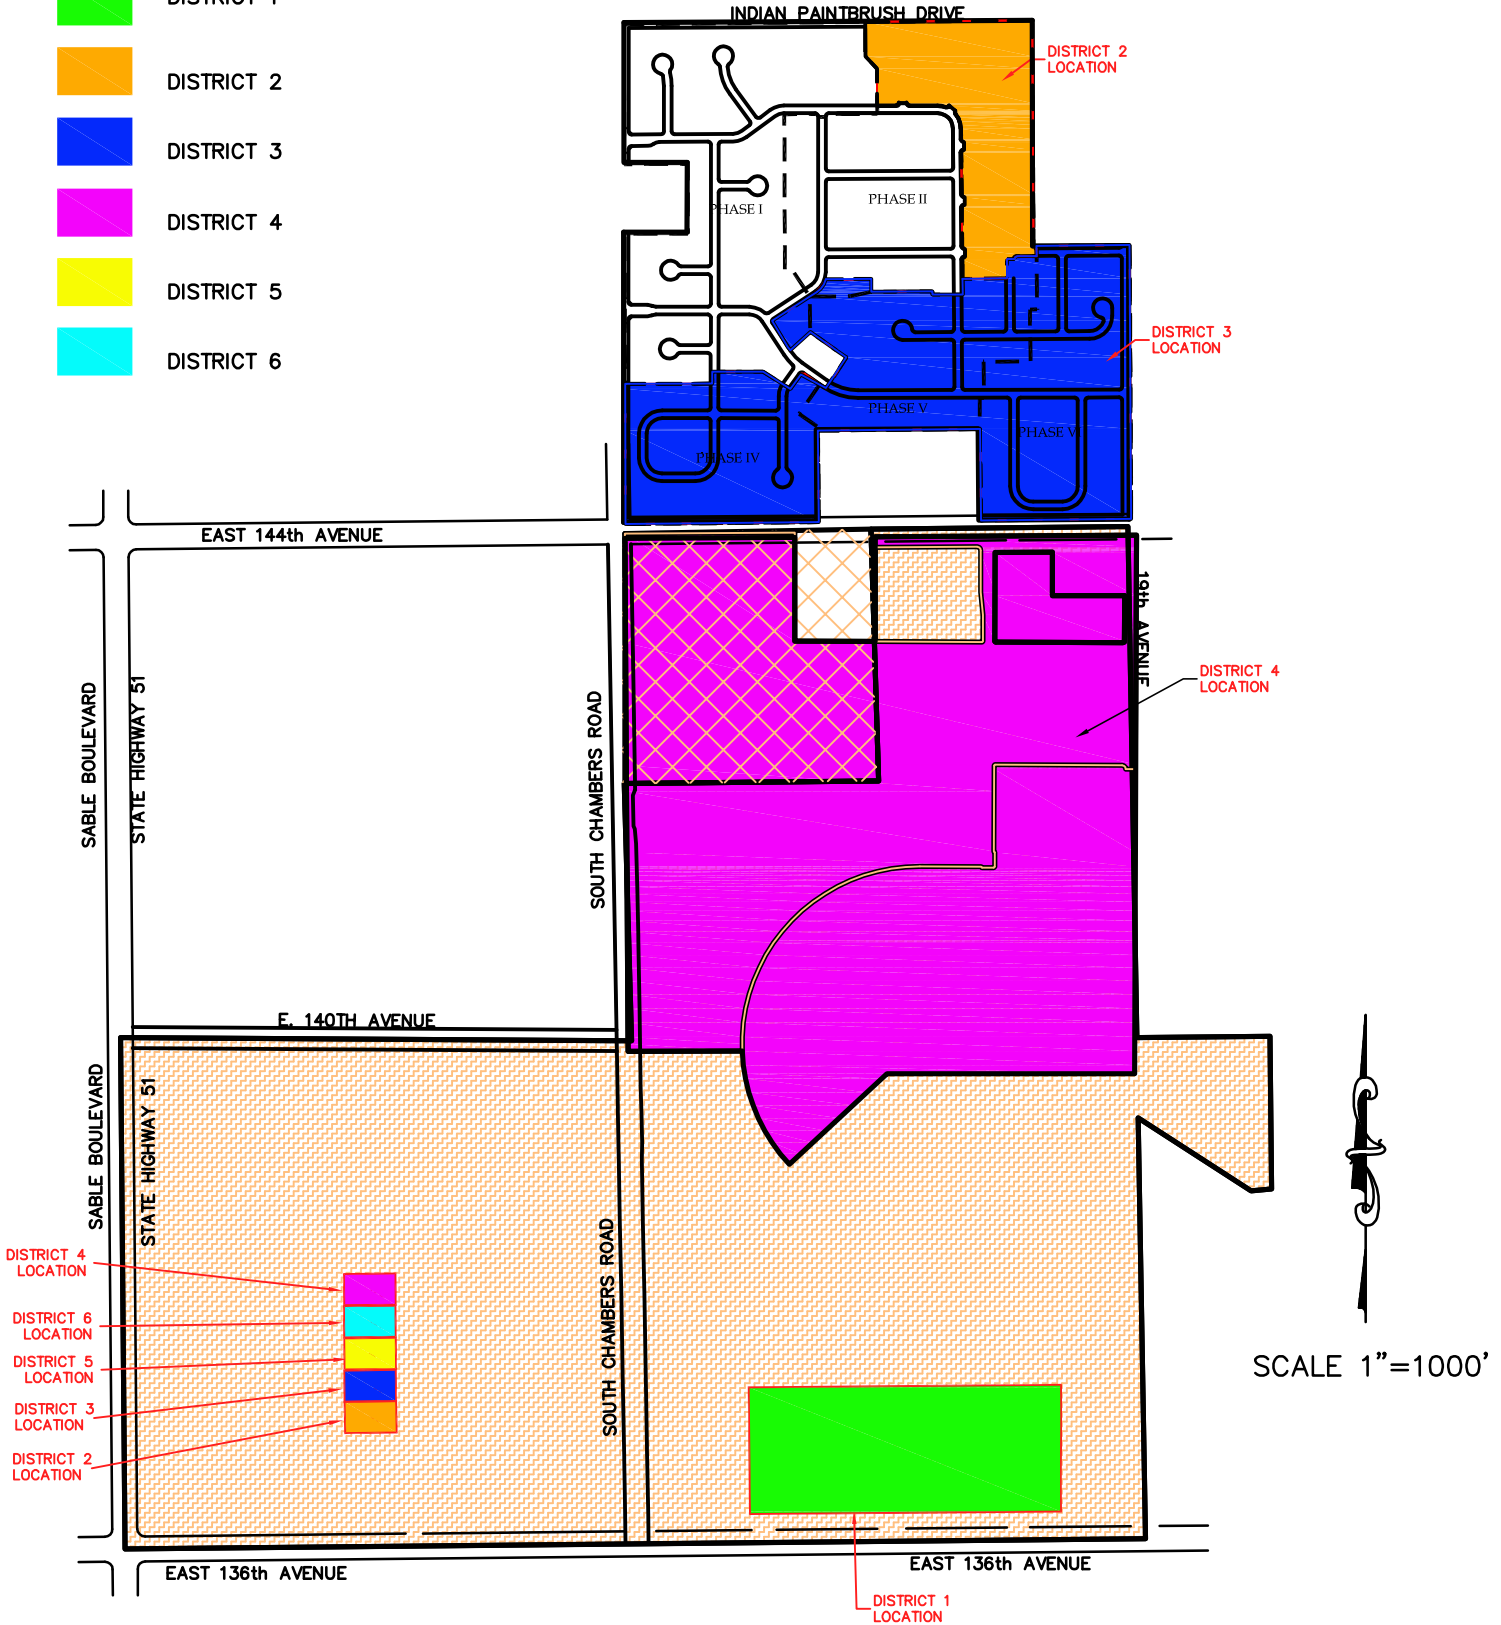 DISTRICT 1
DISTRICT 2
DISTRICT 3
DISTRICT 4
DISTRICT 5
DISTRICT 6
INDIAN PAINTBRUSH DRIVE
DISTRICT 2
LOCATION
PHASE I
PHASE II
DISTRICT 3
LOCATION
PHASE V
PHASE VI
PHASE IV
EAST 144th AVENUE
19th AVENUE
DISTRICT 4
LOCATION
SABLE BOULEVARD
STATE HIGHWAY 51
SOUTH CHAMBERS ROAD
E. 140TH AVENUE
SABLE BOULEVARD
STATE HIGHWAY 51
SOUTH CHAMBERS ROAD
DISTRICT 4
LOCATION
DISTRICT 6
LOCATION
DISTRICT 5
LOCATION
DISTRICT 3
LOCATION
DISTRICT 2
LOCATION
SCALE 1"=1000'
EAST 136th AVENUE
EAST 136th AVENUE
DISTRICT 1
LOCATION